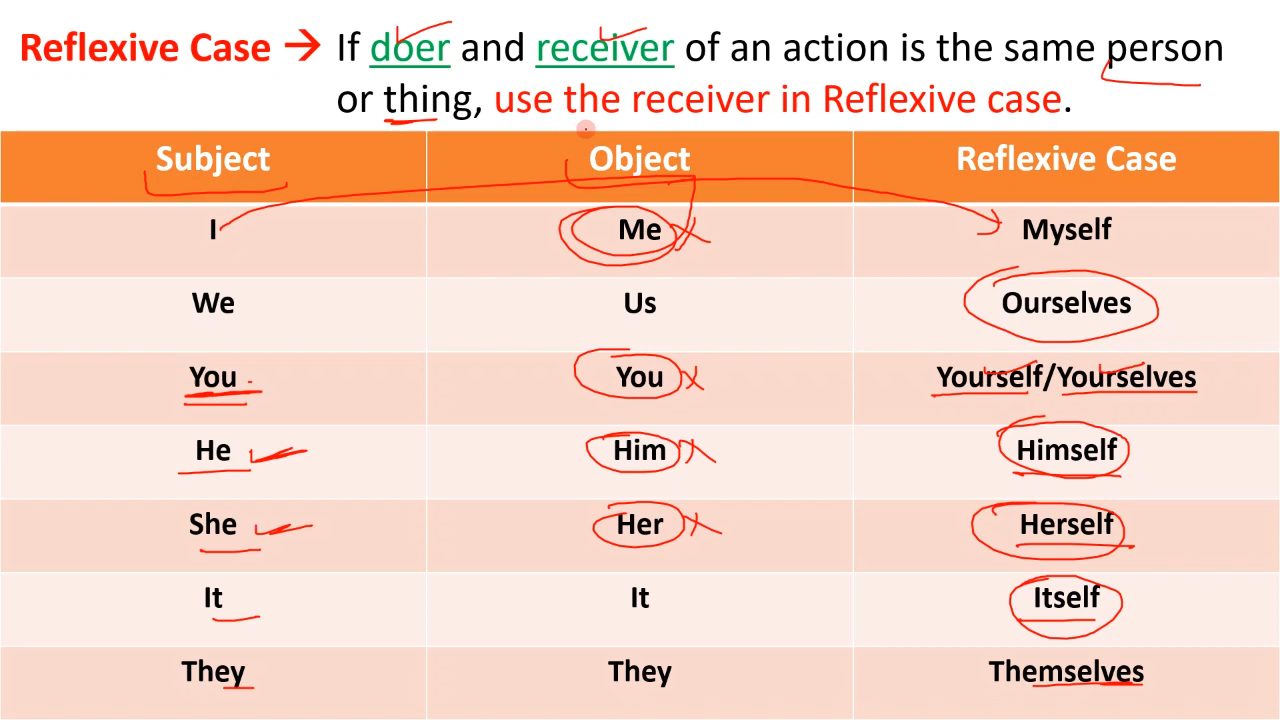 Reflexive Case → If doer and receiver of an action is the same person
or thing, use the receiver in Reflexive case.
Subject Object Reflexive Case
I Me Myself
We Us Ourselves
You You Yourself/Yourselves
He Him Himself
She Her Herself
It It Itself
They They Themselves